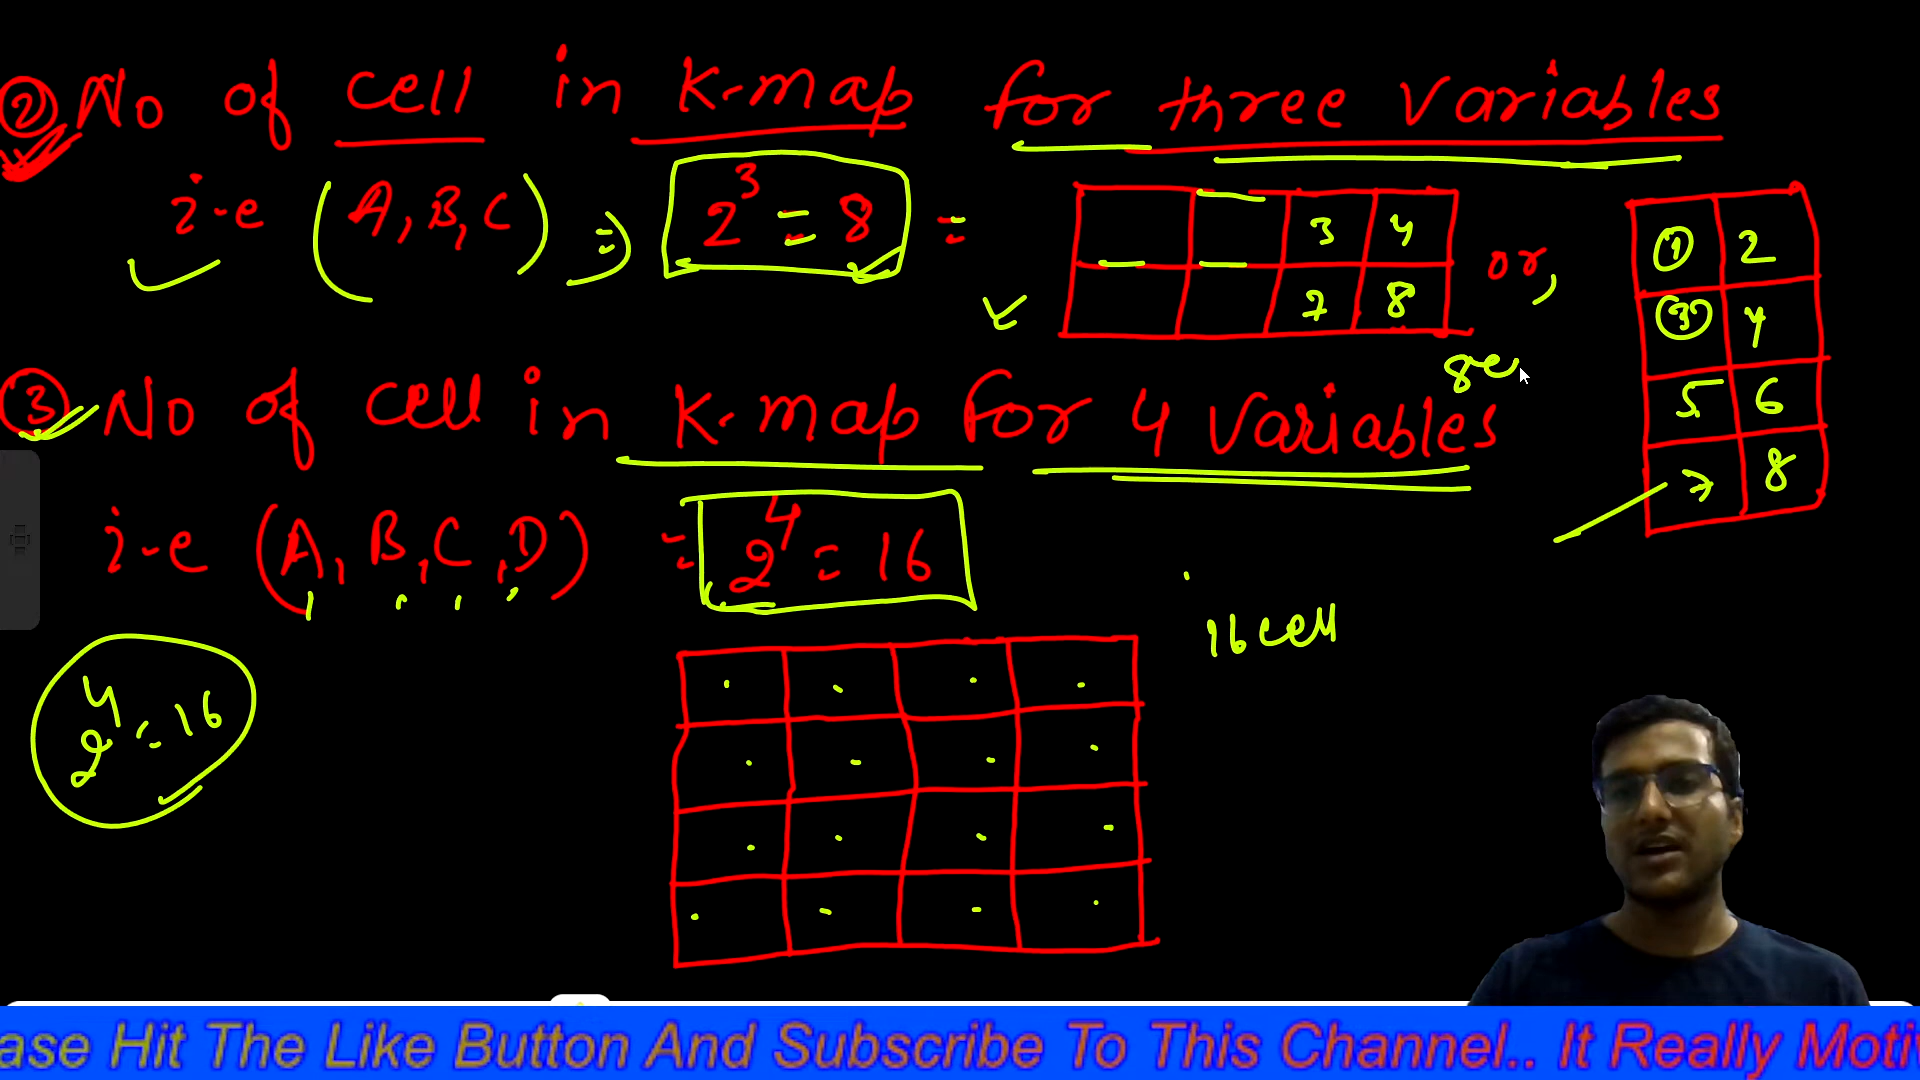 ② No of cell in K-map for three variables
i-e (A, B, C) ⇒ 2³ = 8 =
3 4
7 8
or,
① 2
③ 4
5 6
7 8
③ No of cell in K-map for 4 variables
i-e (A, B, C, D) = 2⁴ = 16
16 cell
2⁴ = 16
ase Hit The Like Button And Subscribe To This Channel.. It Really Moti